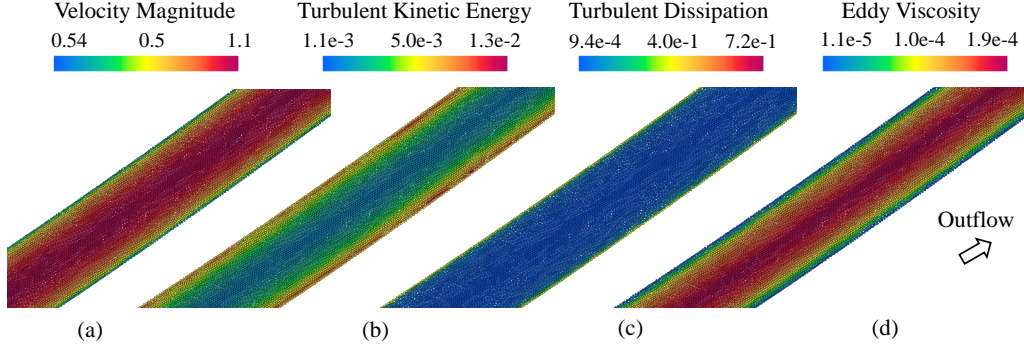 Velocity Magnitude Turbulent Kinetic Energy Turbulent Dissipation Eddy Viscosity
0.54 0.5 1.1 1.1e-3 5.0e-3 1.3e-2 9.4e-4 4.0e-1 7.2e-1 1.1e-5 1.0e-4 1.9e-4
Outflow
(a) (b) (c) (d)